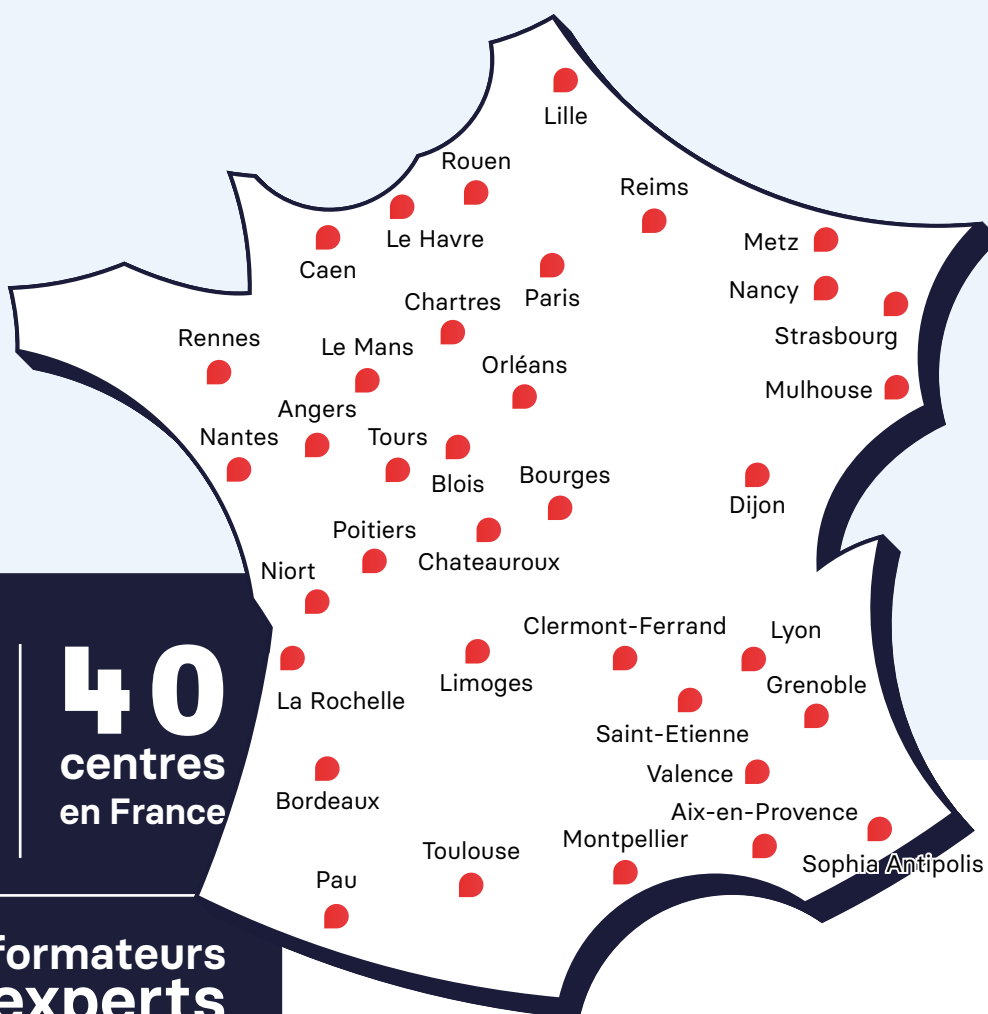 Lille
Rouen
Reims
Le Havre
Metz
Caen
Nancy
Paris
Chartres
Strasbourg
Rennes
Le Mans
Orléans
Mulhouse
Angers
Nantes
Tours
Blois
Bourges
Dijon
Poitiers
Chateauroux
Niort
Clermont-Ferrand
Lyon
Limoges
Grenoble
La Rochelle
Saint-Etienne
Valence
Bordeaux
Aix-en-Provence
Montpellier
Toulouse
Sophia Antipolis
Pau
40
centres
en France
formateurs
experts